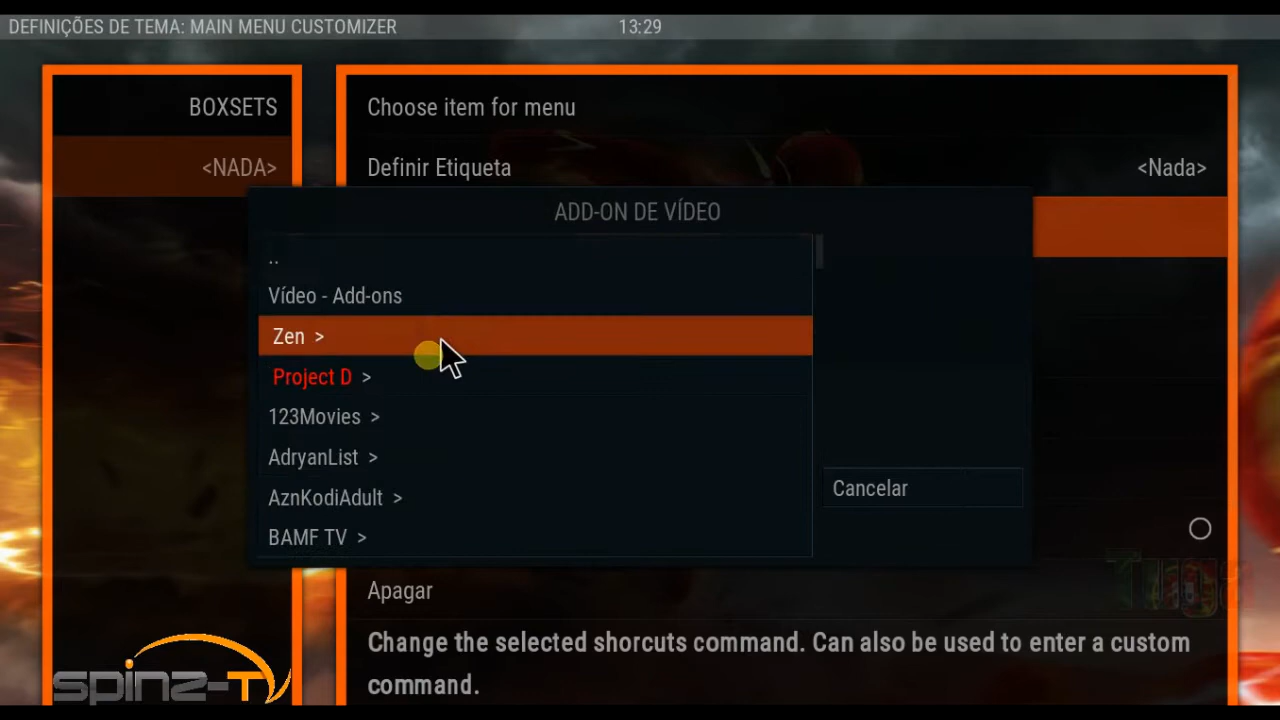 DEFINIÇÕES DE TEMA: MAIN MENU CUSTOMIZER
13:29
BOXSETS
<NADA>
Choose item for menu
Definir Etiqueta
<Nada>
ADD-ON DE VÍDEO
..
Vídeo - Add-ons
Zen >
Project D >
123Movies >
AdryanList >
AznKodiAdult >
BAMF TV >
Cancelar
Apagar
Change the selected shorcuts command. Can also be used to enter a custom
command.
spinz-TV
Tuga